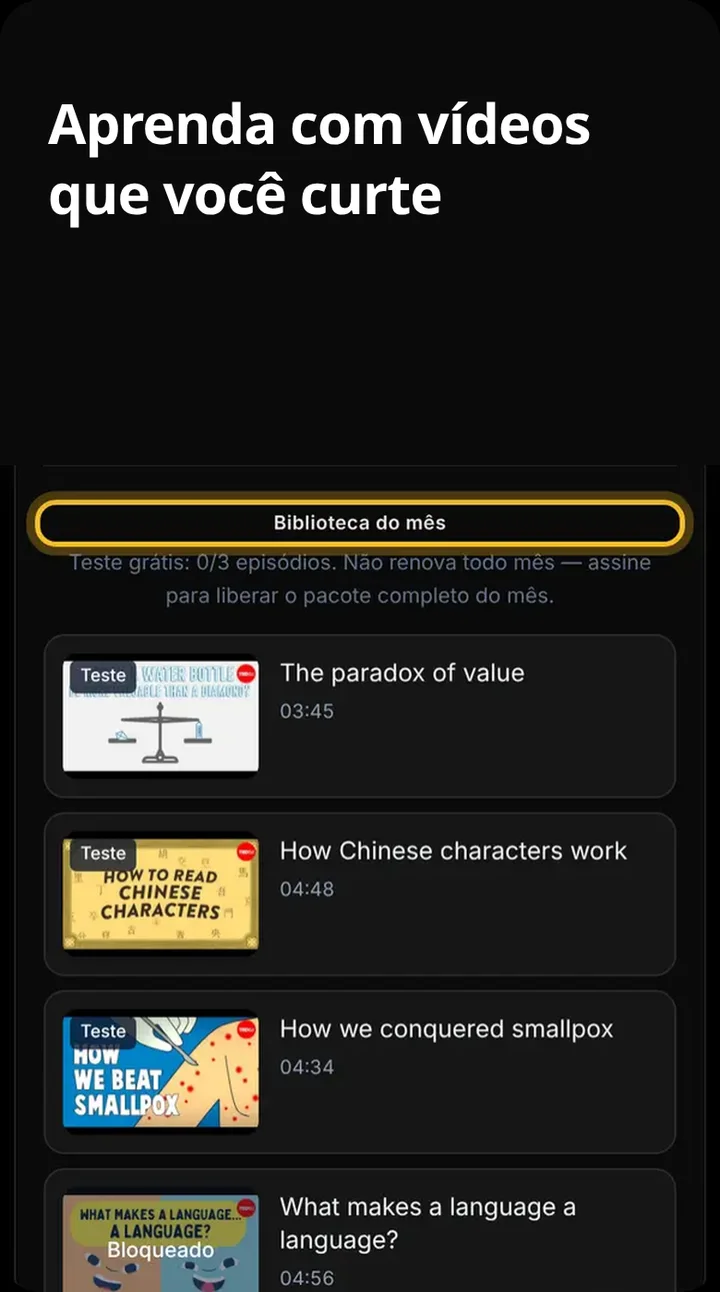 Aprenda com vídeos
que você curte
Biblioteca do mês
Teste grátis: 0/3 episódios. Não renova todo mês — assine
para liberar o pacote completo do mês.
Teste
WATER BOTTLE
THAN A DIAMOND?
The paradox of value
03:45
Teste
HOW TO READ
CHINESE
CHARACTERS
How Chinese characters work
04:48
Teste
HOW
WE BEAT
SMALLPOX
How we conquered smallpox
04:34
WHAT MAKES A LANGUAGE...
A LANGUAGE?
Bloqueado
What makes a language a
language?
04:56